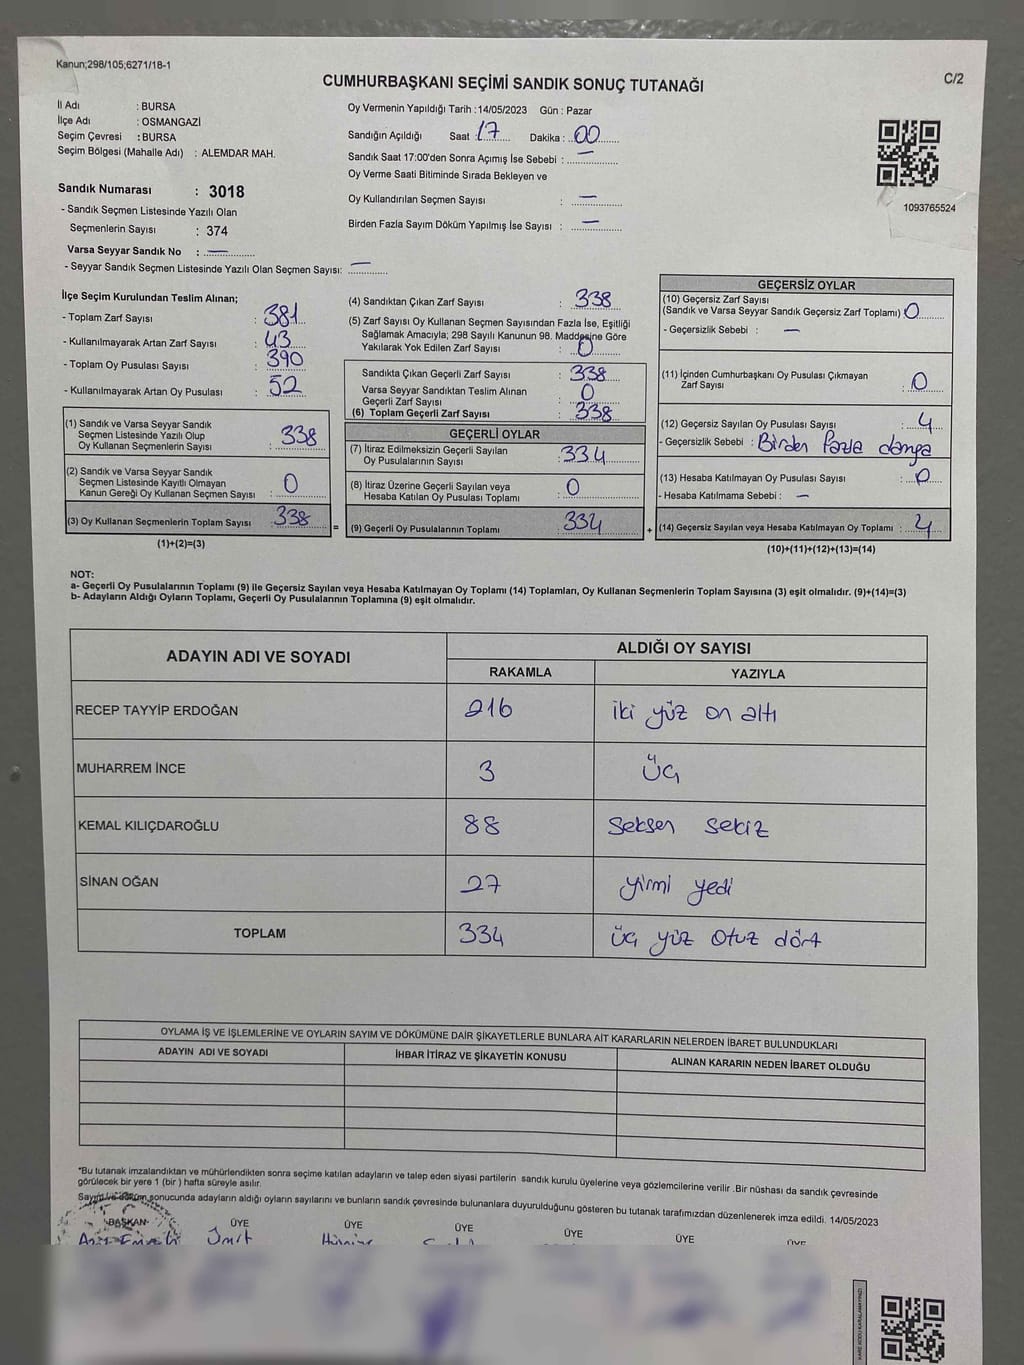 Kanun;298/105;6271/18-1
C/2
CUMHURBAŞKANI SEÇİMİ SANDIK SONUÇ TUTANAĞI
İl Adı : BURSA
İlçe Adı : OSMANGAZİ
Seçim Çevresi : BURSA
Seçim Bölgesi (Mahalle Adı) : ALEMDAR MAH.
Sandık Numarası : 3018
- Sandık Seçmen Listesinde Yazılı Olan
Seçmenlerin Sayısı : 374
Varsa Seyyar Sandık No : —
- Seyyar Sandık Seçmen Listesinde Yazılı Olan Seçmen Sayısı: —
Oy Vermenin Yapıldığı Tarih : 14/05/2023 Gün : Pazar
Sandığın Açıldığı Saat : 17 Dakika : 00
Sandık Saat 17:00'den Sonra Açımış İse Sebebi : —
Oy Verme Saati Bitiminde Sırada Bekleyen ve
Oy Kullandırılan Seçmen Sayısı : —
Birden Fazla Sayım Döküm Yapılmış İse Sayısı : —
1093765524
İlçe Seçim Kurulundan Teslim Alınan;
- Toplam Zarf Sayısı : 381
- Kullanılmayarak Artan Zarf Sayısı : 43
- Toplam Oy Pusulası Sayısı : 390
- Kullanılmayarak Artan Oy Pusulası : 52
(1) Sandık ve Varsa Seyyar Sandık
Seçmen Listesinde Yazılı Olup
Oy Kullanan Seçmenlerin Sayısı : 338
(2) Sandık ve Varsa Seyyar Sandık
Seçmen Listesinde Kayıtlı Olmayan
Kanun Gereği Oy Kullanan Seçmen Sayısı : 0
(3) Oy Kullanan Seçmenlerin Toplam Sayısı : 338
(1)+(2)=(3)
=
(4) Sandıktan Çıkan Zarf Sayısı : 338
(5) Zarf Sayısı Oy Kullanan Seçmen Sayısından Fazla İse, Eşitliği
Sağlamak Amacıyla; 298 Sayılı Kanunun 98. Maddesine Göre
Yakılarak Yok Edilen Zarf Sayısı : 0
Sandıkta Çıkan Geçerli Zarf Sayısı : 338
Varsa Seyyar Sandıktan Teslim Alınan
Geçerli Zarf Sayısı : 0
(6) Toplam Geçerli Zarf Sayısı : 338
GEÇERLİ OYLAR
(7) İtiraz Edilmeksizin Geçerli Sayılan
Oy Pusulalarının Sayısı : 334
(8) İtiraz Üzerine Geçerli Sayılan veya
Hesaba Katılan Oy Pusulası Toplamı : 0
(9) Geçerli Oy Pusulalarının Toplamı : 334
+
GEÇERSİZ OYLAR
(10) Geçersiz Zarf Sayısı
(Sandık ve Varsa Seyyar Sandık Geçersiz Zarf Toplamı) 0
- Geçersizlik Sebebi : —
(11) İçinden Cumhurbaşkanı Oy Pusulası Çıkmayan
Zarf Sayısı : 0
(12) Geçersiz Sayılan Oy Pusulası Sayısı : 4
- Geçersizlik Sebebi : Birden fazla damga
(13) Hesaba Katılmayan Oy Pusulası Sayısı : 0
- Hesaba Katılmama Sebebi : —
(14) Geçersiz Sayılan veya Hesaba Katılmayan Oy Toplamı : 4
(10)+(11)+(12)+(13)=(14)
NOT:
a- Geçerli Oy Pusulalarının Toplamı (9) ile Geçersiz Sayılan veya Hesaba Katılmayan Oy Toplamı (14) Toplamları, Oy Kullanan Seçmenlerin Toplam Sayısına (3) eşit olmalıdır. (9)+(14)=(3)
b- Adayların Aldığı Oyların Toplamı, Geçerli Oy Pusulalarının Toplamına (9) eşit olmalıdır.
ADAYIN ADI VE SOYADI
ALDIĞI OY SAYISI
RAKAMLA YAZIYLA
RECEP TAYYİP ERDOĞAN 216 iki yüz on altı
MUHARREM İNCE 3 üç
KEMAL KILIÇDAROĞLU 88 Seksen sekiz
SİNAN OĞAN 27 yirmi yedi
TOPLAM 334 üç yüz otuz dört
OYLAMA İŞ VE İŞLEMLERİNE VE OYLARIN SAYIM VE DÖKÜMÜNE DAİR ŞİKAYETLERLE BUNLARA AİT KARARLARIN NELERDEN İBARET BULUNDUKLARI
ADAYIN ADI VE SOYADI İHBAR İTİRAZ VE ŞİKAYETİN KONUSU ALINAN KARARIN NEDEN İBARET OLDUĞU
*Bu tutanak imzalandıktan ve mühürlendikten sonra seçime katılan adayların ve talep eden siyasi partilerin sandık kurulu üyelerine veya gözlemcilerine verilir .Bir nüshası da sandık çevresinde
görülecek bir yere 1 (bir ) hafta süreyle asılır.
Sayım ve döküm sonucunda adayların aldığı oyların sayılarını ve bunların sandık çevresinde bulunanlara duyurulduğunu gösteren bu tutanak tarafımızdan düzenlenerek imza edildi. 14/05/2023
BAŞKAN ÜYE ÜYE ÜYE ÜYE ÜYE ÜYE
Ümit